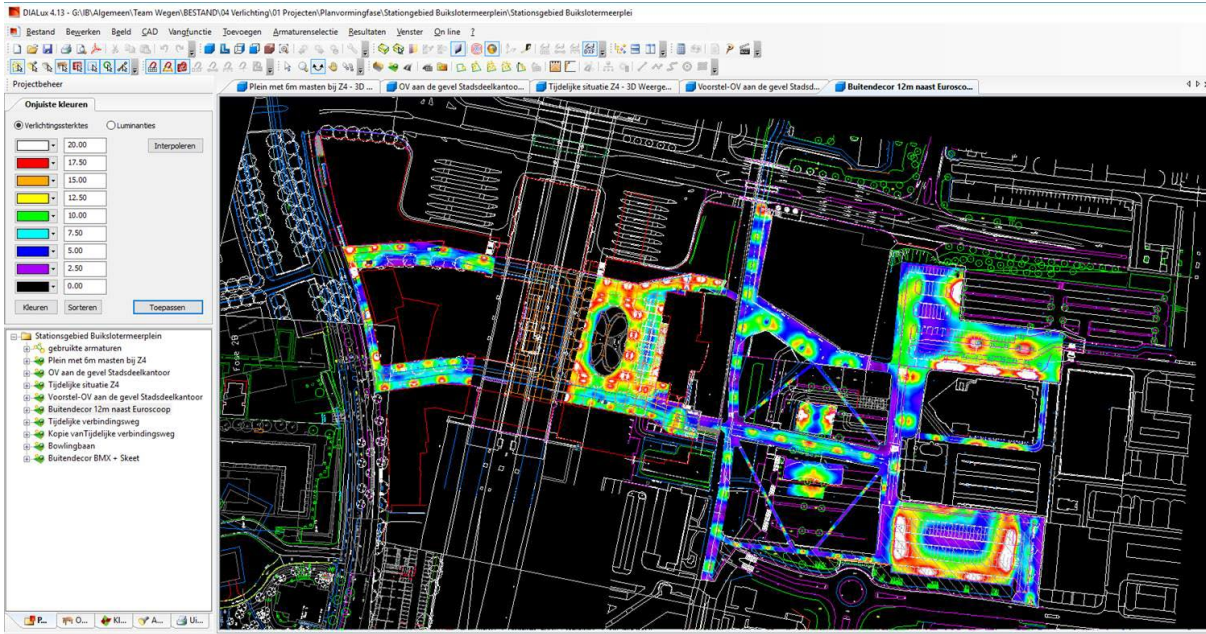 DIALux 4.13 - G:\IB\Algemeen\Team Wegen\BESTAND\04 Verlichting\01 Projecten\Planvormingfase\Stationgebied Buikslotermeerplein\Stationsgebied Buikslotermeerplei
Bestand Bewerken Beeld CAD Vangfunctie Toevoegen Armaturenselectie Resultaten Venster On line ?
Projectbeheer
Plein met 6m masten bij Z4 - 3D ... OV aan de gevel Stadsdeelkantoo... Tijdelijke situatie Z4 - 3D Weerge... Voorstel-OV aan de gevel Stadsd... Buitendecor 12m naast Eurosco...
Onjuiste kleuren
Verlichtingssterktes Luminanties
20.00 Interpoleren
17.50
15.00
12.50
10.00
7.50
5.00
2.50
0.00
Kleuren Sorteren Toepassen
Stationsgebied Buikslotermeerplein
gebruikte armaturen
Plein met 6m masten bij Z4
OV aan de gevel Stadsdeelkantoor
Tijdelijke situatie Z4
Voorstel-OV aan de gevel Stadsdeelkantoor
Buitendecor 12m naast Euroscoop
Tijdelijke verbindingsweg
Kopie vanTijdelijke verbindingsweg
Bowlingbaan
Buitendecor BMX + Skeet
P... O... Kl... A... Ui...